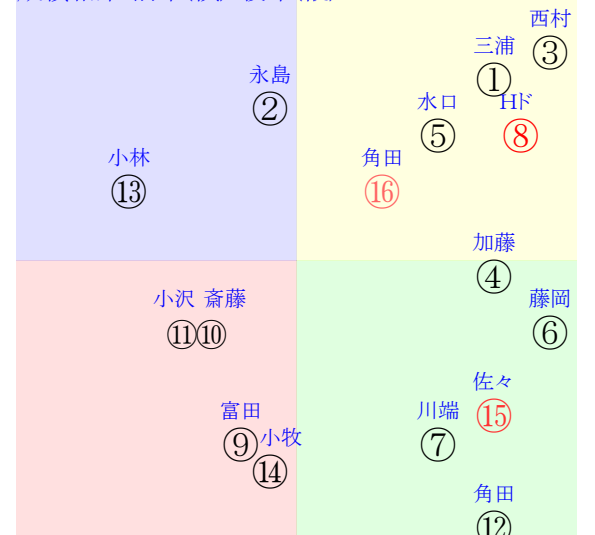 西村
③
三浦
①
永島
②
水口
⑤
Hド
⑧
小林
⑬
角田
⑯
加藤
④
小沢 斎藤
⑪⑩
藤岡
⑥
佐々
⑮
富田
⑨
川端
⑦
小牧
⑭
角田
⑫